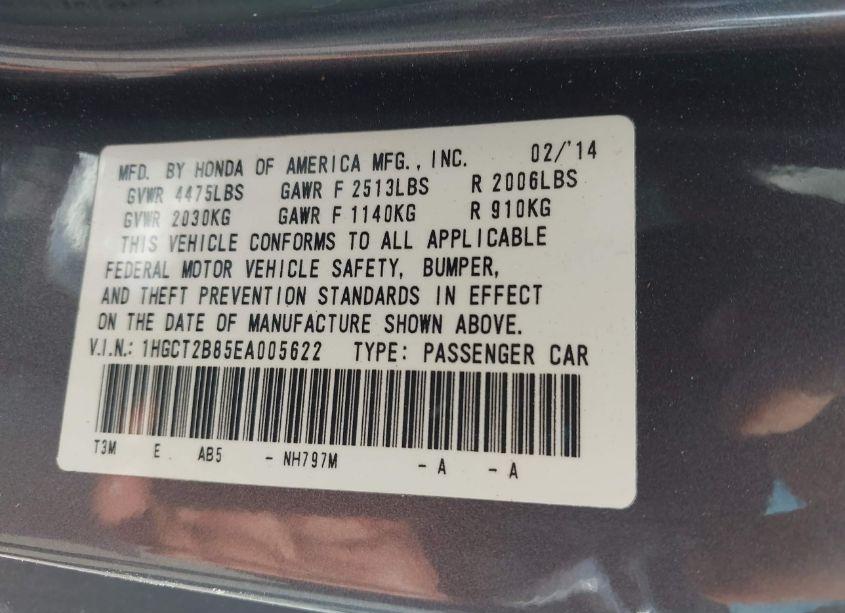 MFD. BY HONDA OF AMERICA MFG., INC. 02/'14
GVWR 4475LBS GAWR F 2513LBS R 2006LBS
GVWR 2030KG GAWR F 1140KG R 910KG
THIS VEHICLE CONFORMS TO ALL APPLICABLE
FEDERAL MOTOR VEHICLE SAFETY, BUMPER,
AND THEFT PREVENTION STANDARDS IN EFFECT
ON THE DATE OF MANUFACTURE SHOWN ABOVE.
V.I.N.: 1HGCT2B85EA005622 TYPE: PASSENGER CAR
T3M E AB5 - NH797M - A - A